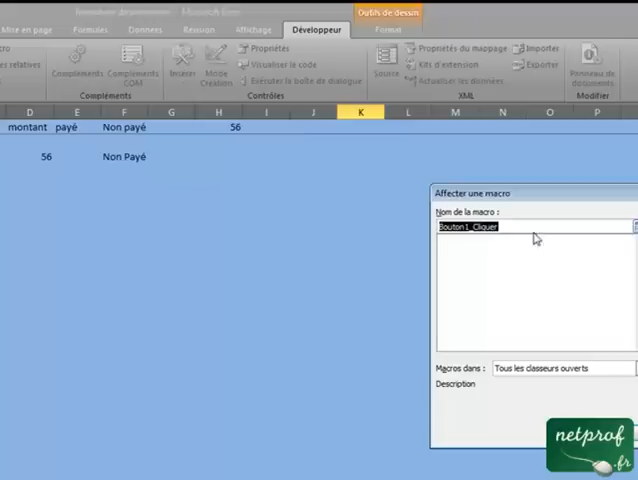 Microsoft Excel
Outils de dessin
Mise en page Formules Données Révision Affichage Développeur Format
relatives
Compléments
Compléments COM
Insérer
Mode Création
Propriétés
Visualiser le code
Exécuter la boîte de dialogue
Source
Propriétés du mappage
Kits d'extension
Actualiser les données
Importer
Exporter
Panneau de documents
Compléments Contrôles XML Modifier
D E F G H I J K L M N O P
montant payé Non payé 56
56 Non Payé
Affecter une macro
Nom de la macro :
Bouton1_Cliquer
Macros dans : Tous les classeurs ouverts
Description
netprof
.fr